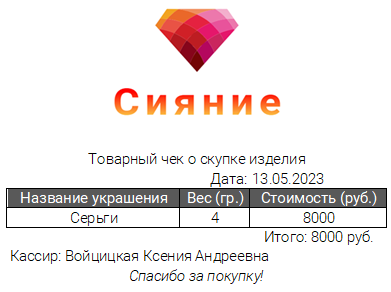 Сияние
Товарный чек о скупке изделия
Дата: 13.05.2023
Название украшения Вес (гр.) Стоимость (руб.)
Серьги 4 8000
Итого: 8000 руб.
Кассир: Войцицкая Ксения Андреевна
Спасибо за покупку!